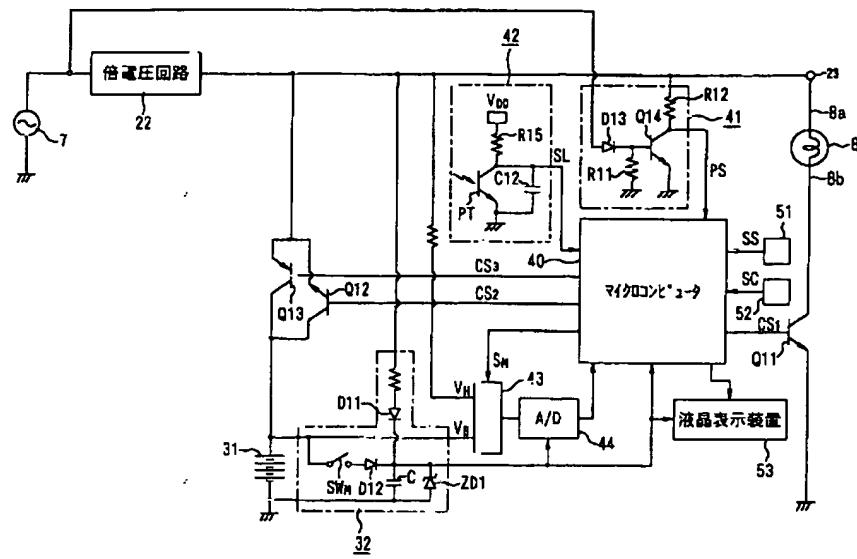 42
倍電圧回路
22
7
VDD
R15
SL
C12
PT
D13
Q14
R12
41
R11
PS
23
8a
8
8b
40
マイクロコンピュータ
SS
51
SC
52
CS1
Q11
CS3
CS2
Q12
Q13
SM
43
VH
VB
A/D
44
液晶表示装置
53
D11
31
SWM
D12
C
ZD1
32